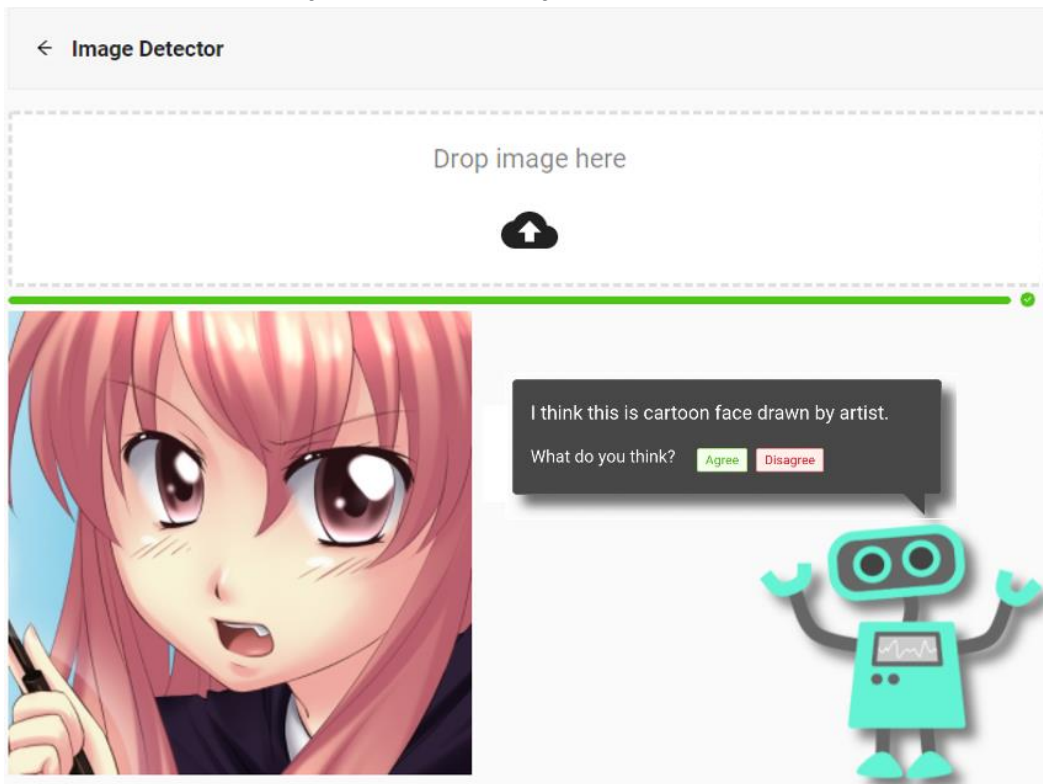 Image Detector
Drop image here
I think this is cartoon face drawn by artist.
What do you think? Agree Disagree